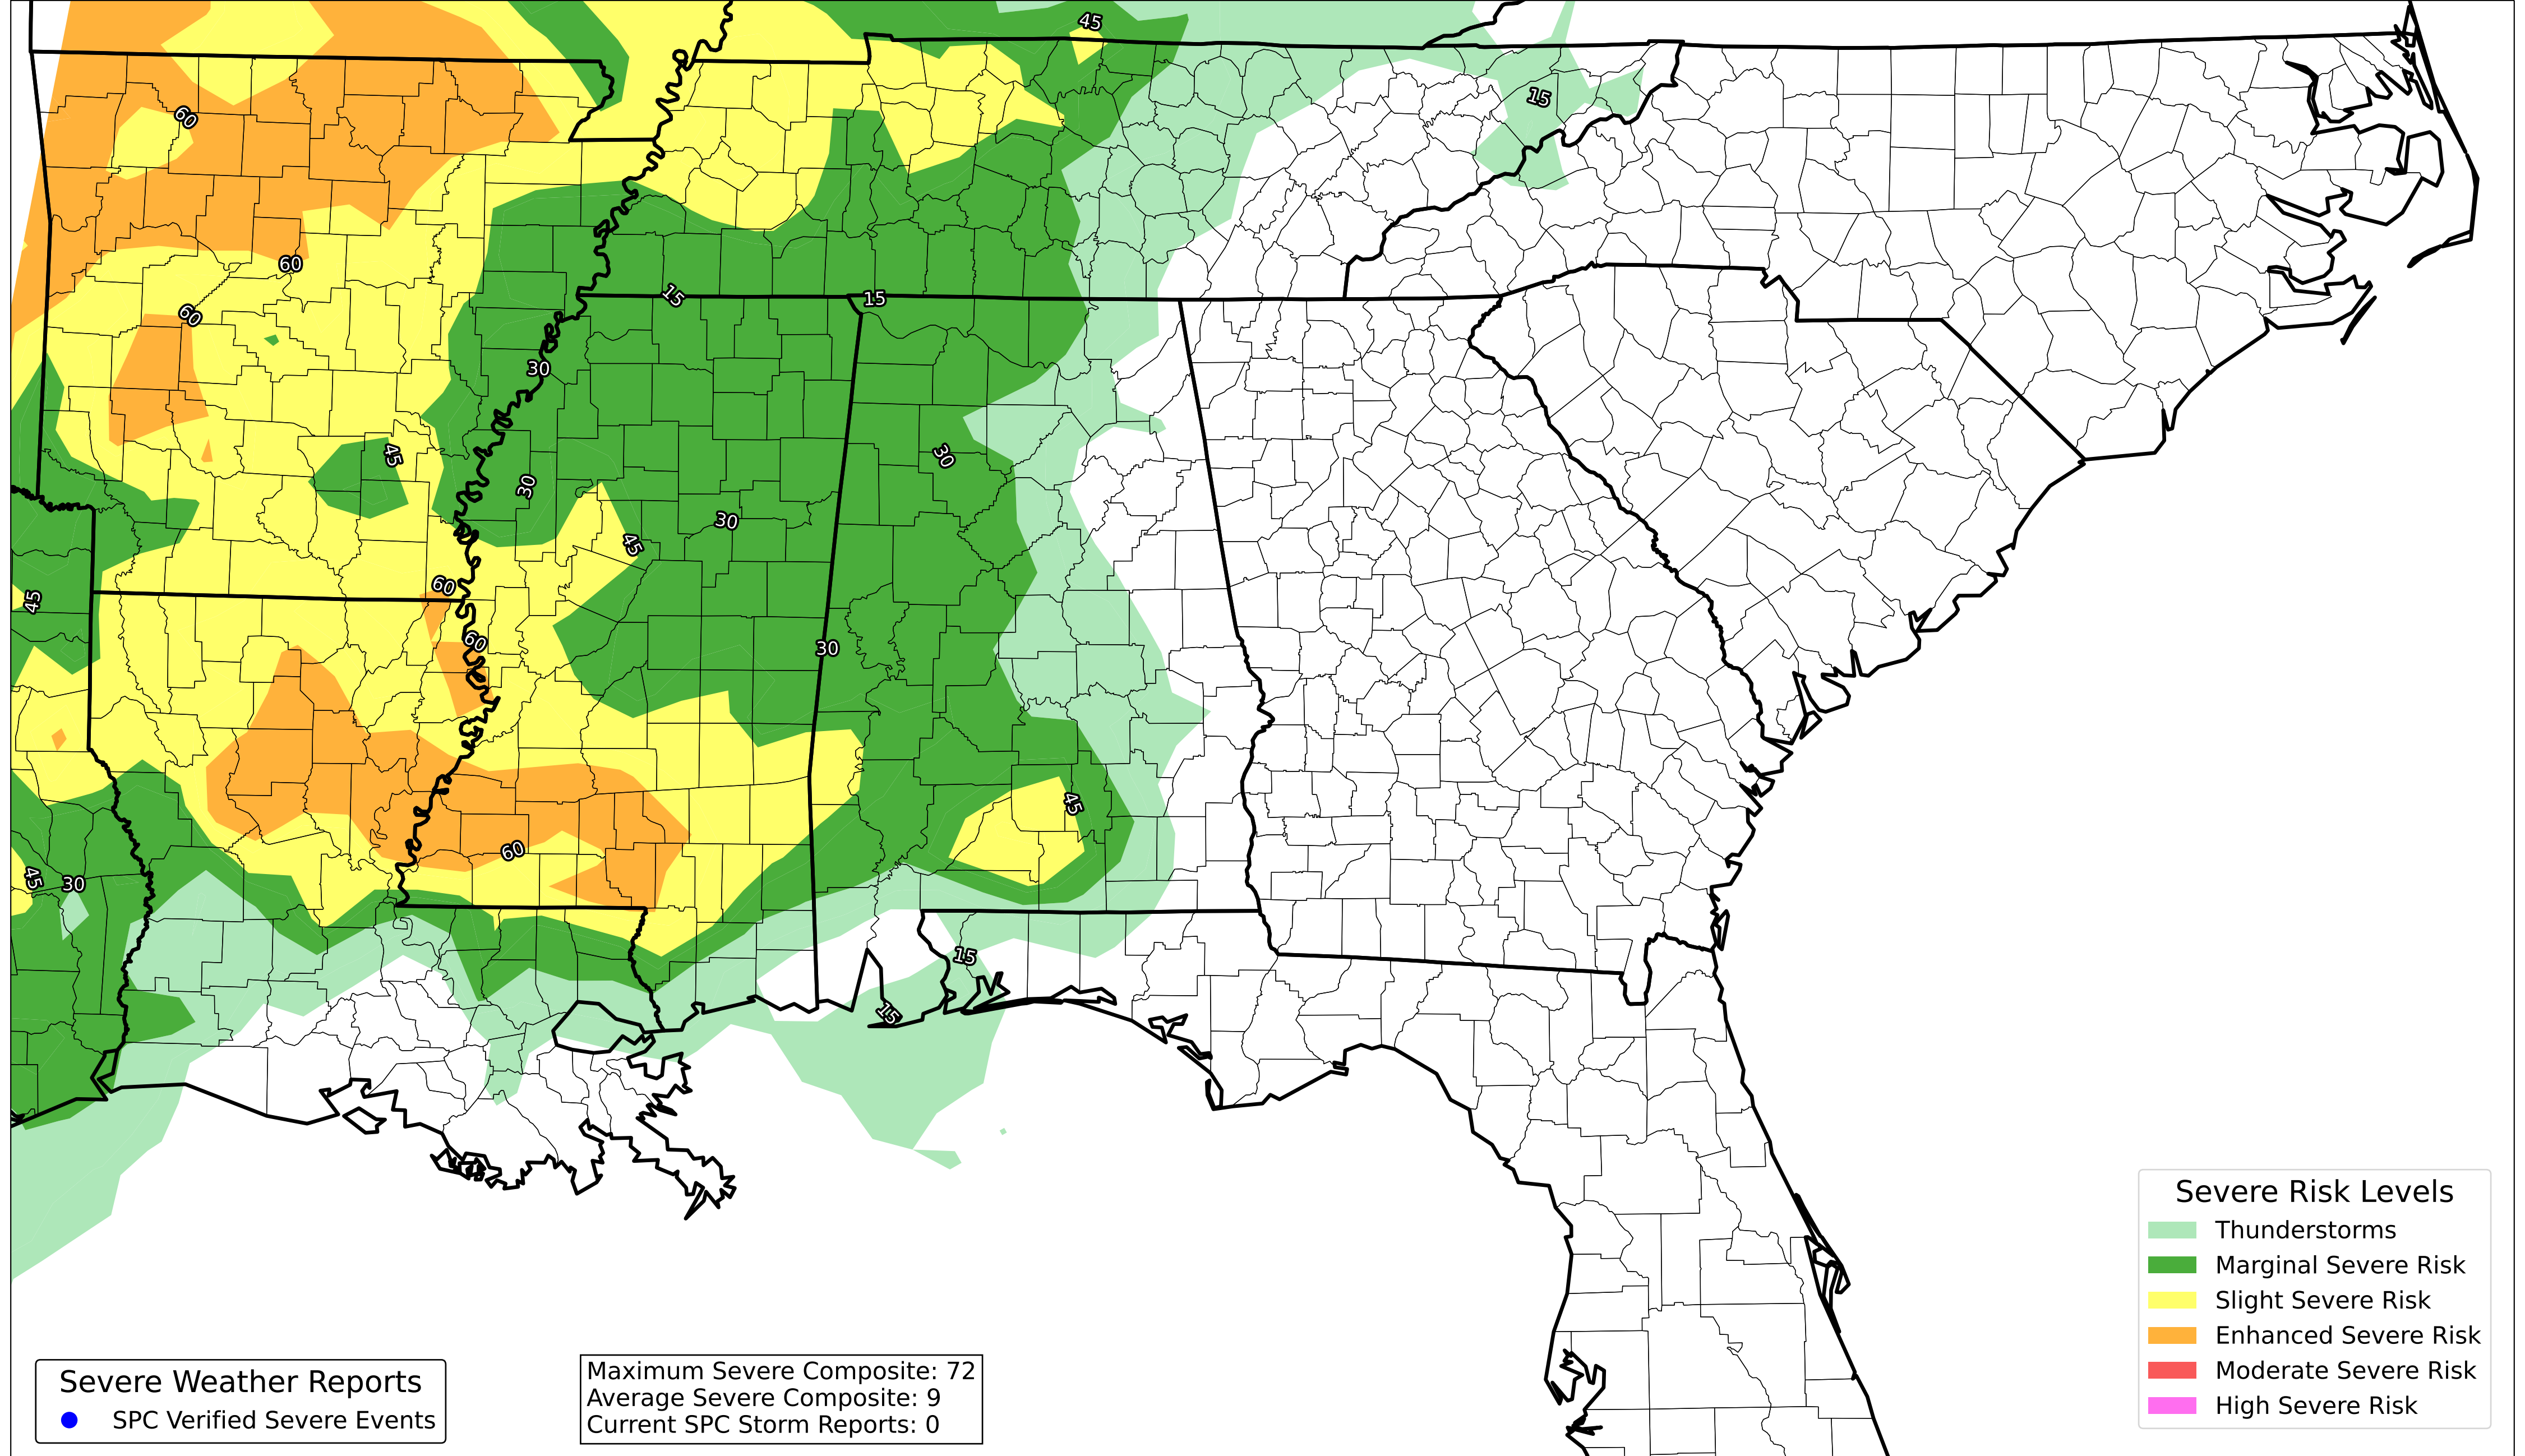 45
15
60
60
15
15
60
30
45
30
30
30
45
60
45
60
30
45
60
45
30
15
15
Severe Risk Levels
Thunderstorms
Marginal Severe Risk
Slight Severe Risk
Enhanced Severe Risk
Moderate Severe Risk
High Severe Risk
Severe Weather Reports
SPC Verified Severe Events
Maximum Severe Composite: 72
Average Severe Composite: 9
Current SPC Storm Reports: 0